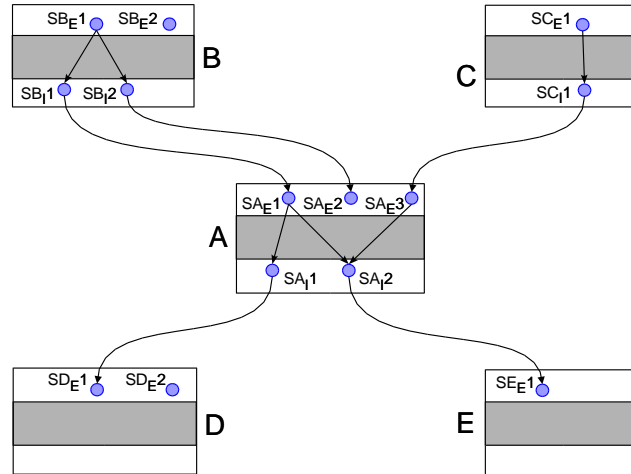 SBE1 SBE2
SCE1
B
C
SBI1 SBI2
SCI1
SAE1 SAE2 SAE3
A
SAI1 SAI2
SDE1 SDE2
SEE1
D
E